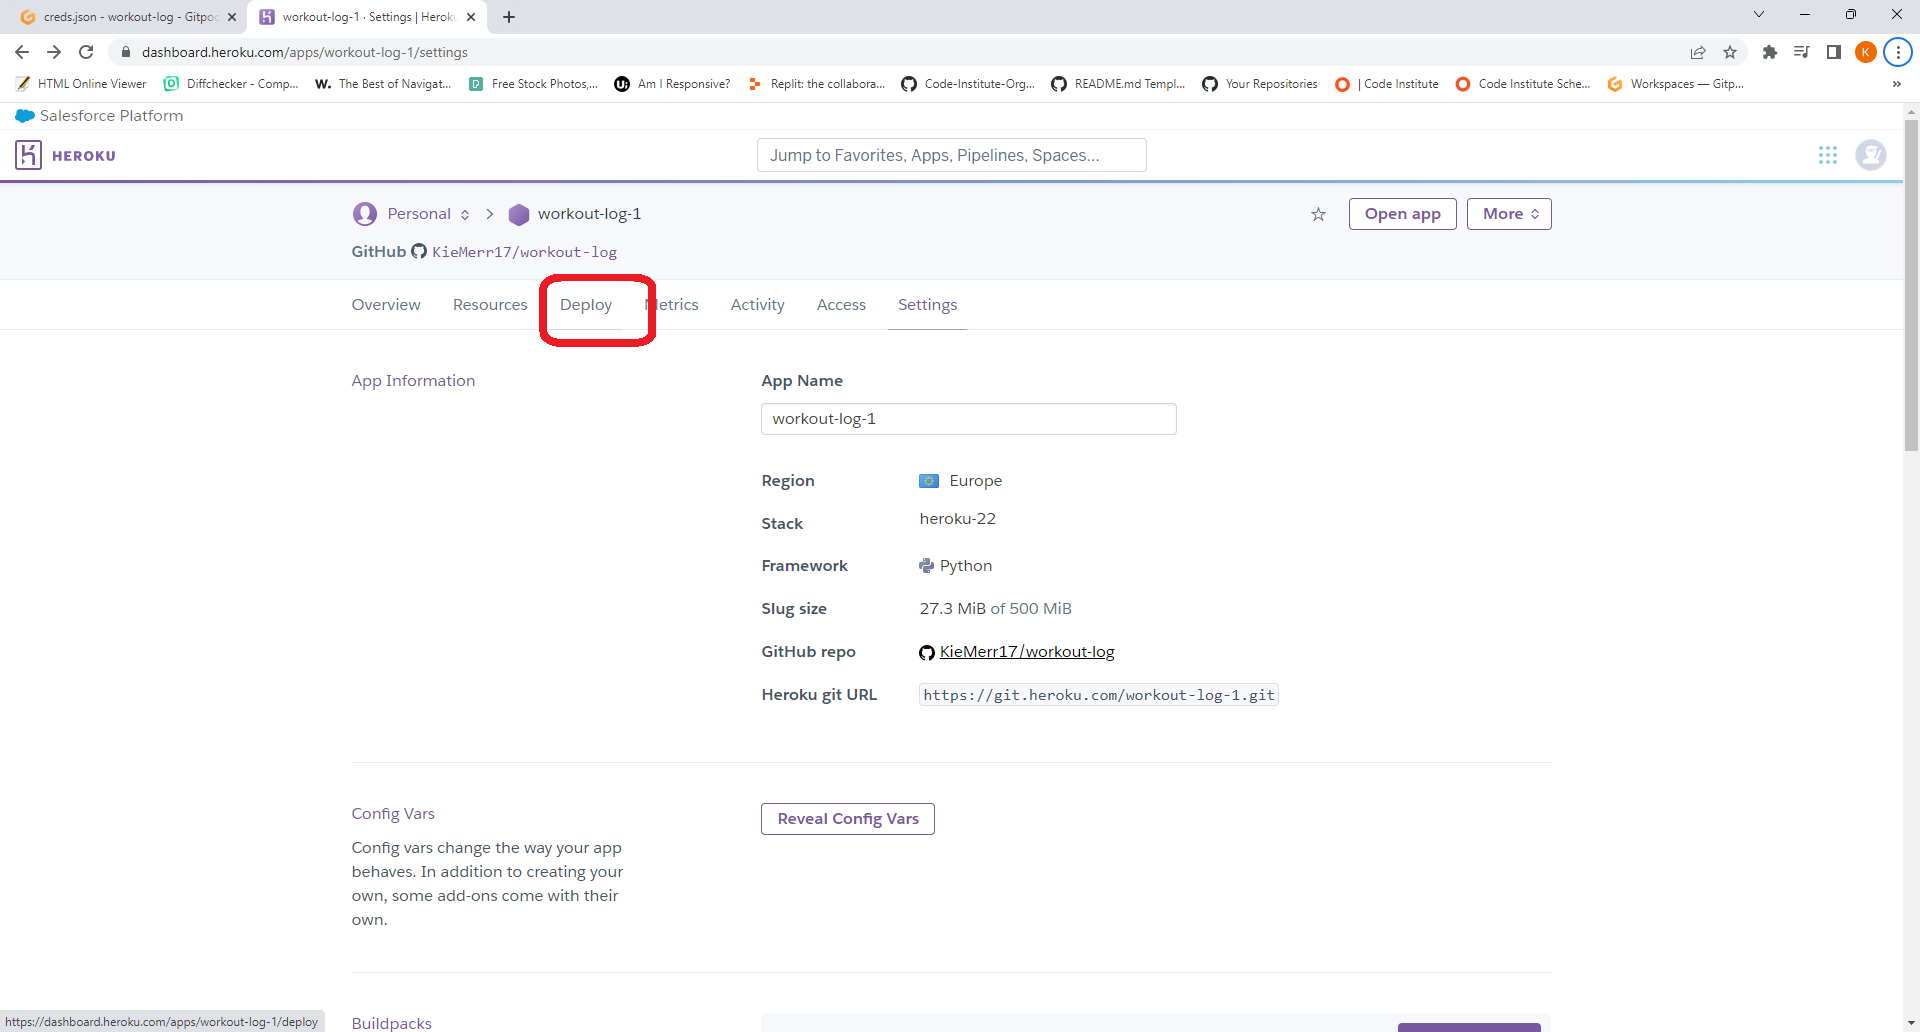 creds.json - workout-log - Gitpod
workout-log-1 · Settings | Heroku
dashboard.heroku.com/apps/workout-log-1/settings
K
HTML Online Viewer
Diffchecker - Comp...
W. The Best of Navigat...
Free Stock Photos,...
Am I Responsive?
Replit: the collabora...
Code-Institute-Org...
README.md Templ...
Your Repositories
| Code Institute
Code Institute Sche...
Workspaces — Gitp...
»
Salesforce Platform
HEROKU
Jump to Favorites, Apps, Pipelines, Spaces...
Personal
workout-log-1
Open app
More
GitHub KieMerr17/workout-log
Overview
Resources
Deploy
Metrics
Activity
Access
Settings
App Information
App Name
workout-log-1
Region Europe
Stack heroku-22
Framework Python
Slug size 27.3 MiB of 500 MiB
GitHub repo KieMerr17/workout-log
Heroku git URL https://git.heroku.com/workout-log-1.git
Config Vars
Reveal Config Vars
Config vars change the way your app
behaves. In addition to creating your
own, some add-ons come with their
own.
https://dashboard.heroku.com/apps/workout-log-1/deploy
Buildpacks